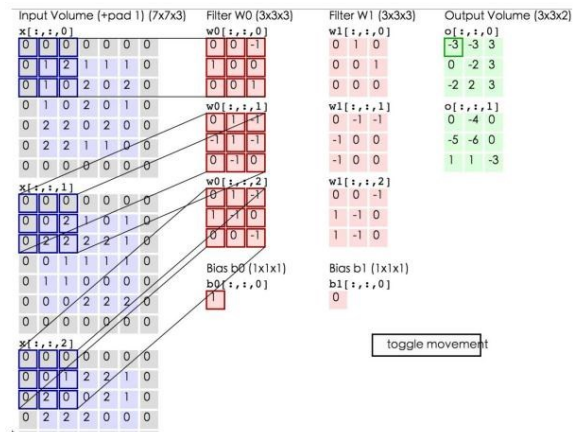 Input Volume (+pad 1) (7x7x3)
x[:,:,0]
0 0 0 0 0 0 0
0 1 2 1 1 1 0
0 1 0 2 0 2 0
0 1 0 2 0 1 0
0 2 2 0 2 0 0
0 2 2 1 1 0 0
0 0 0 0 0 0 0
x[:,:,1]
0 0 0 0 0 0 0
0 0 2 1 0 1 0
0 2 2 2 2 1 0
0 0 1 1 1 1 0
0 1 1 0 0 0 0
0 0 0 2 2 2 0
0 0 0 0 0 0 0
x[:,:,2]
0 0 0 0 0 0 0
0 0 1 2 2 1 0
0 2 0 0 2 1 0
0 2 2 2 0 0 0
Filter W0 (3x3x3)
w0[:,:,0]
0 0 -1
1 0 0
0 0 1
w0[:,:,1]
0 1 -1
-1 1 -1
0 -1 0
w0[:,:,2]
0 1 -1
1 -1 0
0 0 -1
Bias b0 (1x1x1)
b0[:,:,0]
1
Filter W1 (3x3x3)
w1[:,:,0]
0 1 0
0 0 1
0 0 0
w1[:,:,1]
0 -1 -1
-1 0 0
-1 0 0
w1[:,:,2]
0 0 -1
1 -1 0
1 -1 0
Bias b1 (1x1x1)
b1[:,:,0]
0
Output Volume (3x3x2)
o[:,:,0]
-3 -3 3
0 -2 3
-2 2 3
o[:,:,1]
0 -4 0
-5 -6 0
1 1 -3
toggle movement